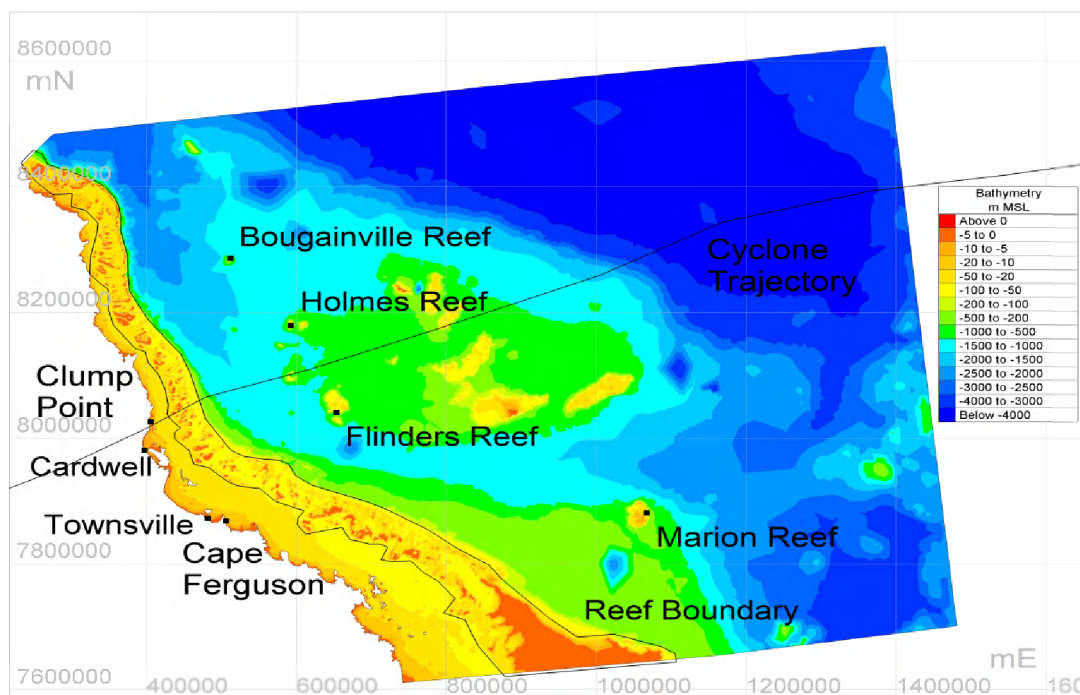 8600000
mN
8400000
Bougainville Reef
Cyclone
Trajectory
Holmes Reef
8200000
Clump
Point
8000000
Flinders Reef
Cardwell
Townsville
Cape
Ferguson
Marion Reef
7800000
Reef Boundary
mE
7600000
400000
600000
800000
1000000
1200000
1400000
Bathymetry
m MSL
Above 0
-5 to 0
-10 to -5
-20 to -10
-50 to -20
-100 to -50
-200 to -100
-500 to -200
-1000 to -500
-1500 to -1000
-2000 to -1500
-2500 to -2000
-3000 to -2500
-4000 to -3000
Below -4000